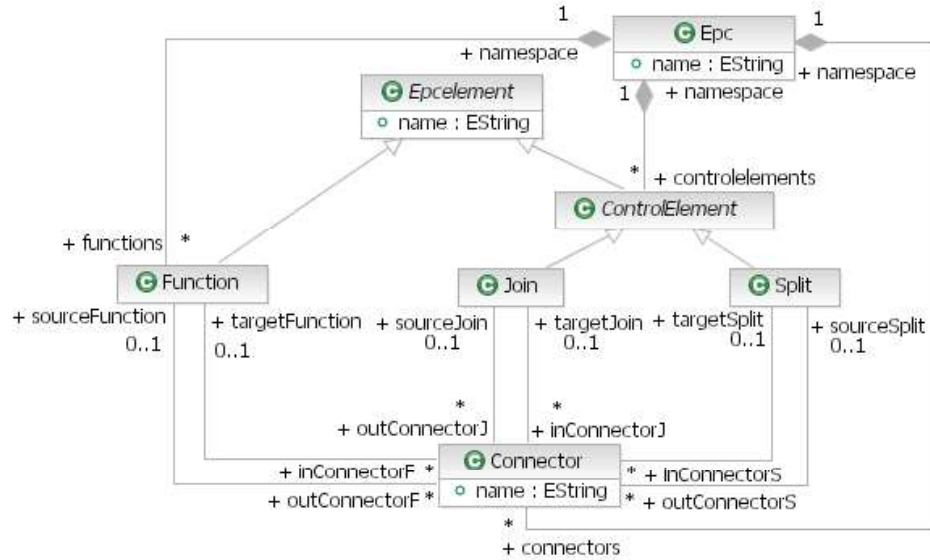 1
1
C Epc
+ namespace
name : EString
+ namespace
C Epcelement
1
+ namespace
name : EString
*
+ controlelements
C ControlElement
+ functions
*
C Function
C Join
C Split
+ sourceFunction
+ targetFunction
+ sourceJoin
+ targetJoin
+ targetSplit
+ sourceSplit
0..1
0..1
0..1
0..1
0..1
0..1
*
*
+ outConnectorJ
+ inConnectorJ
C Connector
+ inConnectorF *
* + inConnectorS
name : EString
+ outConnectorF *
* + outConnectorS
*
+ connectors